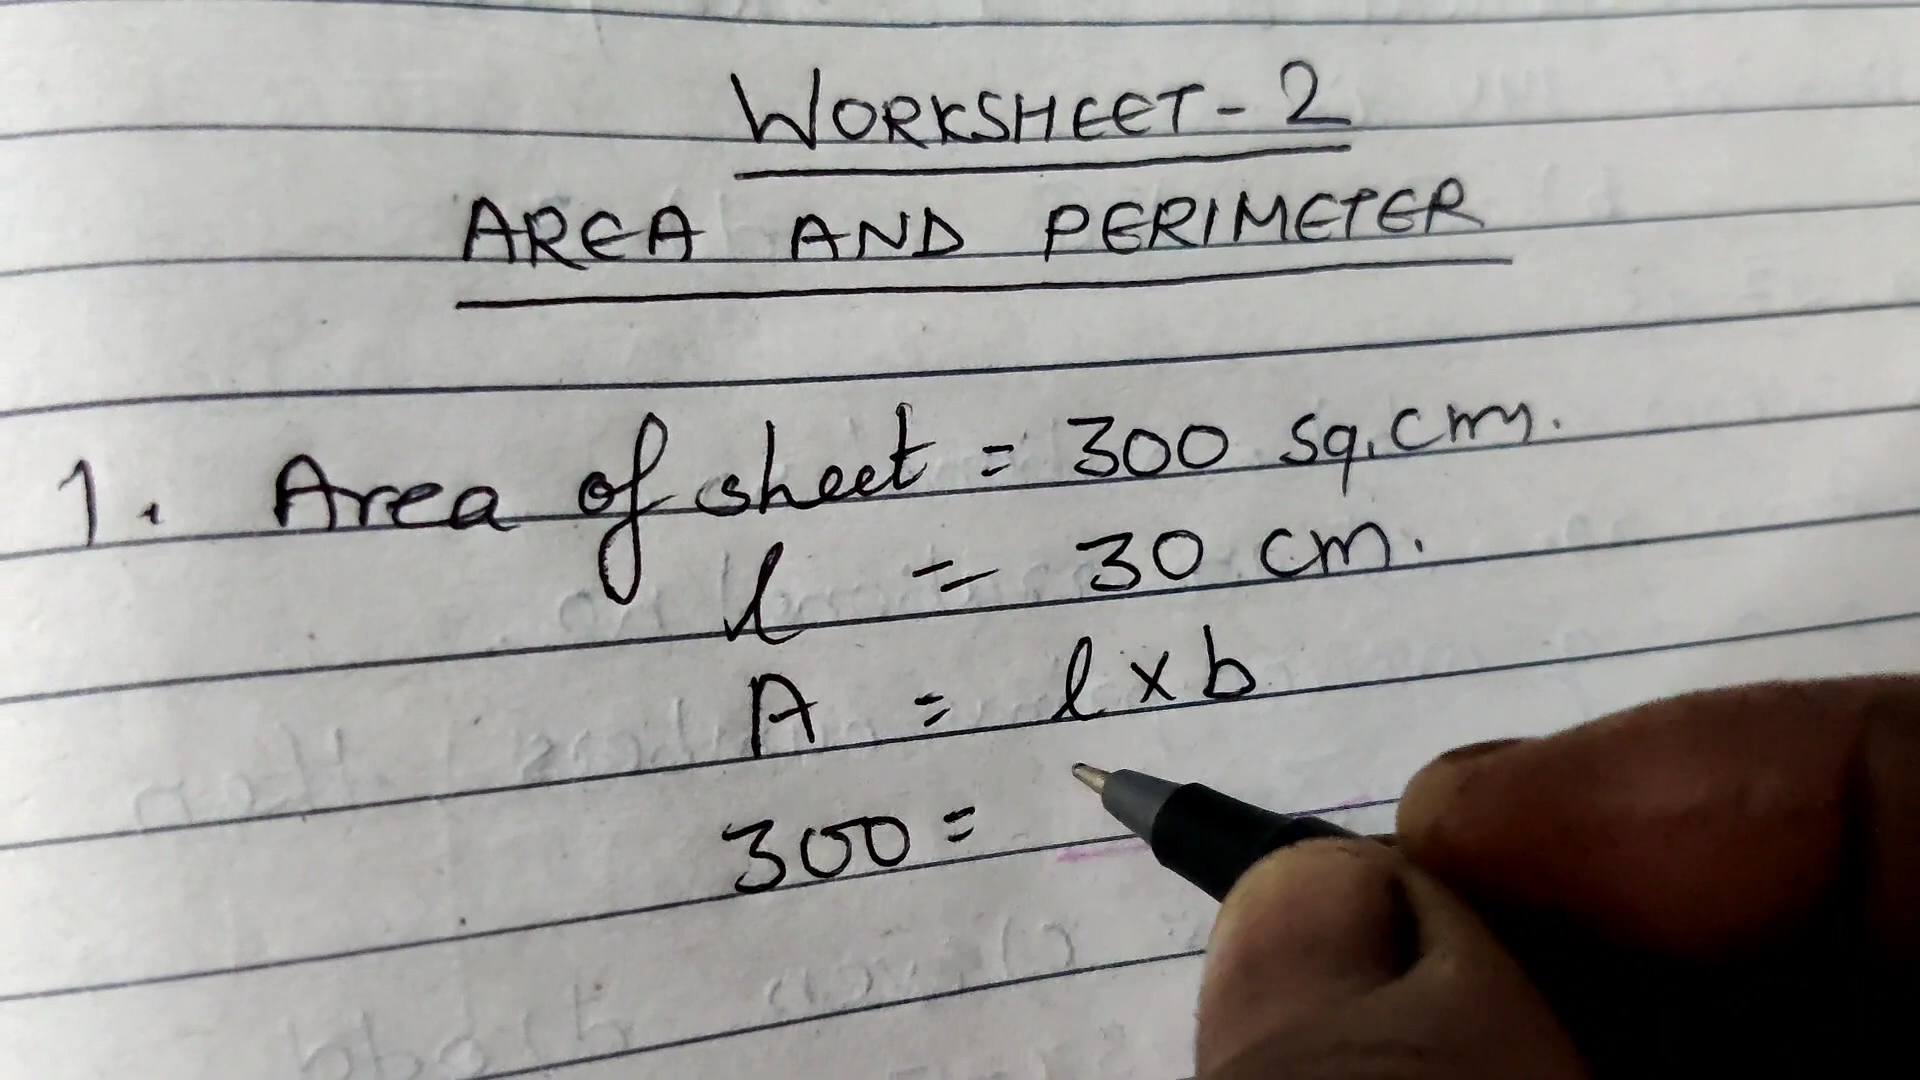 WORKSHEET-2
AREA AND PERIMETER
1. Area of sheet = 300 sq.cm.
l = 30 cm.
A = l x b
300 =